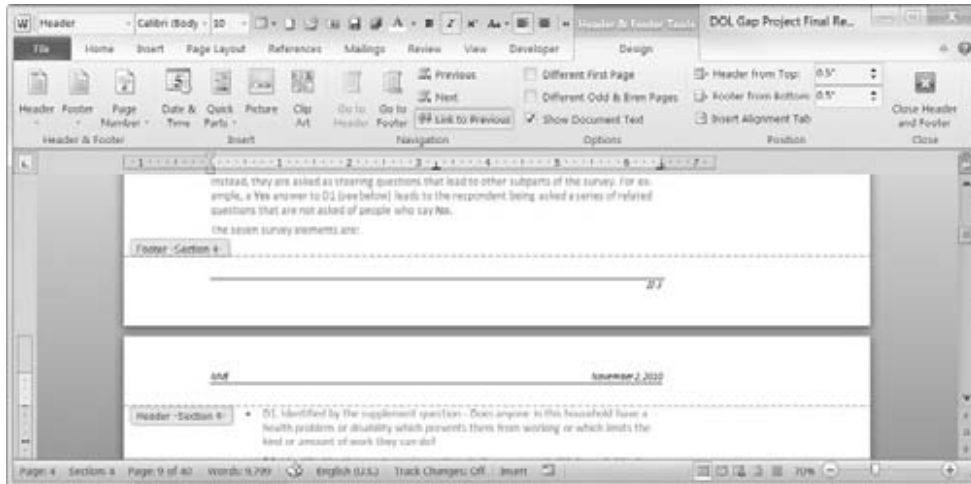 Header Calibri (Body 10 Header & Footer Tools DOL Gap Project Final Re...
File Home Insert Page Layout References Mailings Review View Developer Design
Header Footer Page Number Date & Time Quick Parts Picture Clip Art Go to Header Go to Footer
Previous
Next
Link to Previous
Different First Page
Different Odd & Even Pages
Show Document Text
Header from Top: 0.5"
Footer from Bottom: 0.5"
Insert Alignment Tab
Close Header and Footer
Header & Footer Insert Navigation Options Position Close
1 1 2 3 4 5 6 7
instead, they are asked as steering questions that lead to other subparts of the survey. For ex-
ample, a Yes answer to D1 (see below) leads to the respondent being asked a series of related
questions that are not asked of people who say No.
The seven survey elements are:
Footer -Section 4-
November 2, 2010
Header -Section 4-
• D1. Identified by the supplement question - Does anyone in this household have a
health problem or disability which prevents them from working or which limits the
kind or amount of work they can do?
Page: 4 Section: 4 Page: 9 of 40 Words: 9,799 English (U.S.) Track Changes: Off Insert 70%